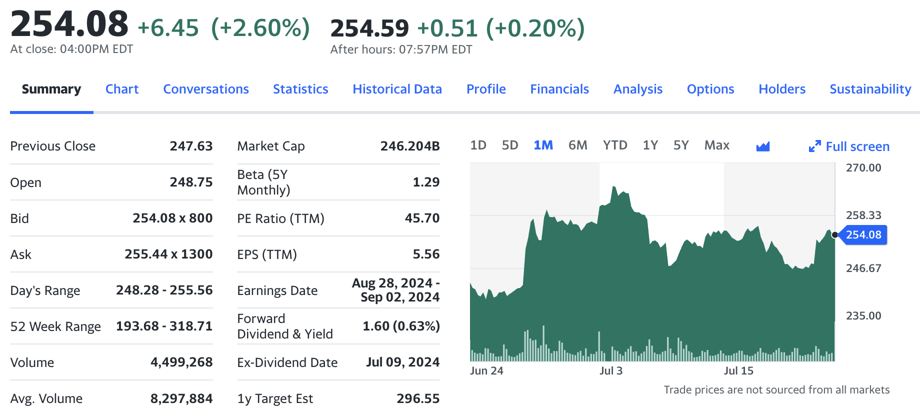 254.08 +6.45 (+2.60%) 254.59 +0.51 (+0.20%)
At close: 04:00PM EDT After hours: 07:57PM EDT
Summary Chart Conversations Statistics Historical Data Profile Financials Analysis Options Holders Sustainability
Previous Close 247.63
Open 248.75
Bid 254.08 x 800
Ask 255.44 x 1300
Day's Range 248.28 - 255.56
52 Week Range 193.68 - 318.71
Volume 4,499,268
Avg. Volume 8,297,884
Market Cap 246.204B
Beta (5Y
Monthly) 1.29
PE Ratio (TTM) 45.70
EPS (TTM) 5.56
Earnings Date Aug 28, 2024 -
Sep 02, 2024
Forward
Dividend & Yield 1.60 (0.63%)
Ex-Dividend Date Jul 09, 2024
1y Target Est 296.55
1D 5D 1M 6M YTD 1Y 5Y Max Full screen
270.00
258.33
254.08
246.67
235.00
Jun 24 Jul 3 Jul 15
Trade prices are not sourced from all markets